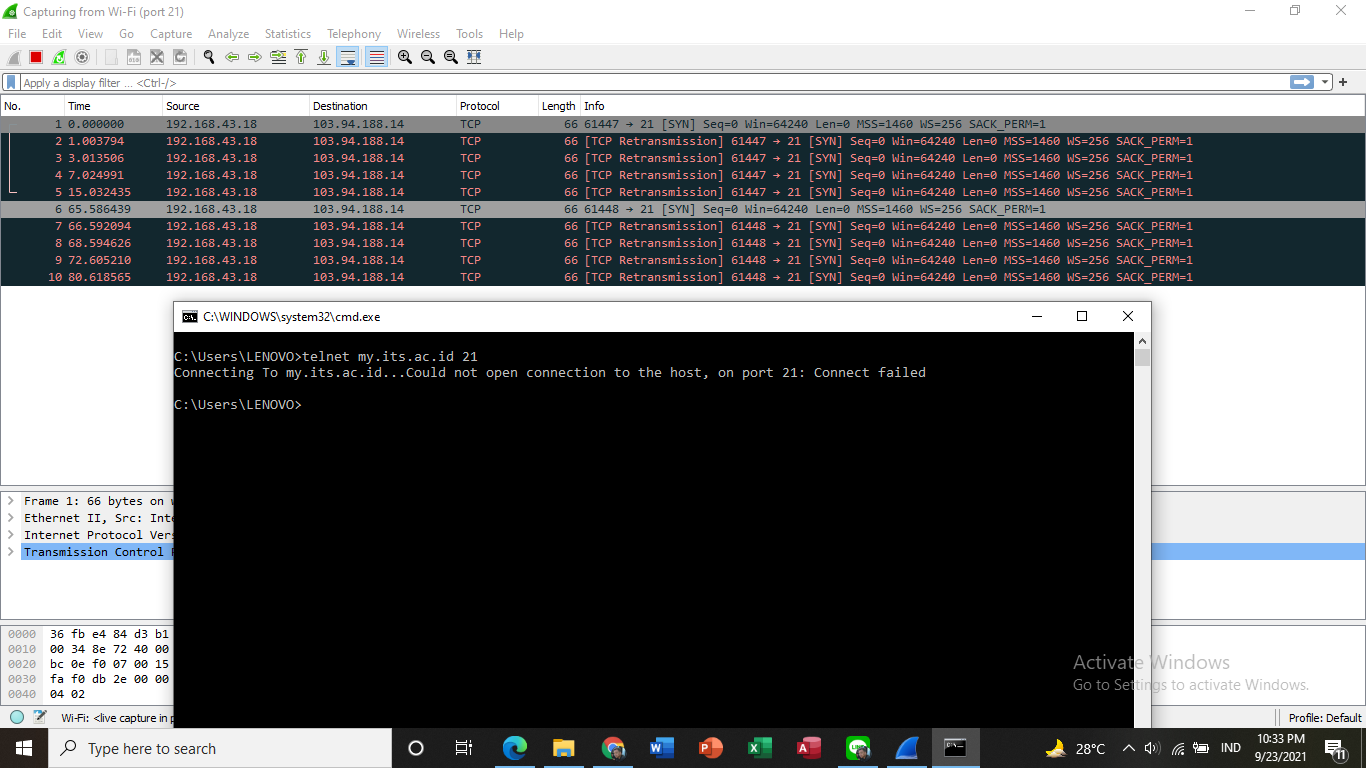 Capturing from Wi-Fi (port 21)
File Edit View Go Capture Analyze Statistics Telephony Wireless Tools Help
Apply a display filter ... <Ctrl-/>
No. Time Source Destination Protocol Length Info
1 0.000000 192.168.43.18 103.94.188.14 TCP 66 61447 → 21 [SYN] Seq=0 Win=64240 Len=0 MSS=1460 WS=256 SACK_PERM=1
2 1.003794 192.168.43.18 103.94.188.14 TCP 66 [TCP Retransmission] 61447 → 21 [SYN] Seq=0 Win=64240 Len=0 MSS=1460 WS=256 SACK_PERM=1
3 3.013506 192.168.43.18 103.94.188.14 TCP 66 [TCP Retransmission] 61447 → 21 [SYN] Seq=0 Win=64240 Len=0 MSS=1460 WS=256 SACK_PERM=1
4 7.024991 192.168.43.18 103.94.188.14 TCP 66 [TCP Retransmission] 61447 → 21 [SYN] Seq=0 Win=64240 Len=0 MSS=1460 WS=256 SACK_PERM=1
5 15.032435 192.168.43.18 103.94.188.14 TCP 66 [TCP Retransmission] 61447 → 21 [SYN] Seq=0 Win=64240 Len=0 MSS=1460 WS=256 SACK_PERM=1
6 65.586439 192.168.43.18 103.94.188.14 TCP 66 61448 → 21 [SYN] Seq=0 Win=64240 Len=0 MSS=1460 WS=256 SACK_PERM=1
7 66.592094 192.168.43.18 103.94.188.14 TCP 66 [TCP Retransmission] 61448 → 21 [SYN] Seq=0 Win=64240 Len=0 MSS=1460 WS=256 SACK_PERM=1
8 68.594626 192.168.43.18 103.94.188.14 TCP 66 [TCP Retransmission] 61448 → 21 [SYN] Seq=0 Win=64240 Len=0 MSS=1460 WS=256 SACK_PERM=1
9 72.605210 192.168.43.18 103.94.188.14 TCP 66 [TCP Retransmission] 61448 → 21 [SYN] Seq=0 Win=64240 Len=0 MSS=1460 WS=256 SACK_PERM=1
10 80.618565 192.168.43.18 103.94.188.14 TCP 66 [TCP Retransmission] 61448 → 21 [SYN] Seq=0 Win=64240 Len=0 MSS=1460 WS=256 SACK_PERM=1
C:\WINDOWS\system32\cmd.exe
C:\Users\LENOVO>telnet my.its.ac.id 21
Connecting To my.its.ac.id...Could not open connection to the host, on port 21: Connect failed
C:\Users\LENOVO>
Frame 1: 66 bytes on
Ethernet II, Src:
Internet Protocol
Transmission Control
0000 36 fb e4 84 d3 b1
0010 00 34 8e 72 40 00
0020 bc 0e f0 07 00 15
0030 fa f0 db 2e 00 00
0040 04 02
Activate Windows
Go to Settings to activate Windows.
Wi-Fi: <live capture in
Profile: Default
Type here to search
28°C
IND
10:33 PM
9/23/2021
11